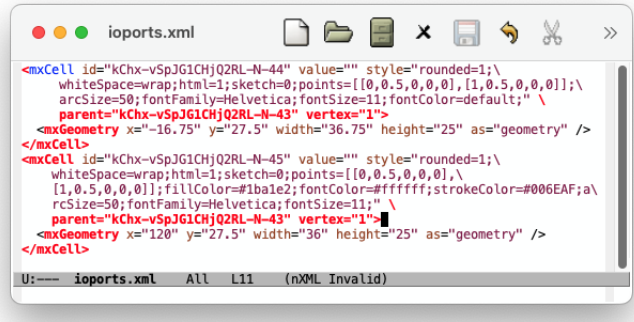 ioports.xml
<mxCell id="kChx-vSpJG1CHjQ2RL-N-44" value="" style="rounded=1;\
whiteSpace=wrap;html=1;sketch=0;points=[[0,0.5,0,0,0],[1,0.5,0,0,0]];\
arcSize=50;fontFamily=Helvetica;fontSize=11;fontColor=default;" \
parent="kChx-vSpJG1CHjQ2RL-N-43" vertex="1">
<mxGeometry x="-16.75" y="27.5" width="36.75" height="25" as="geometry" />
</mxCell>
<mxCell id="kChx-vSpJG1CHjQ2RL-N-45" value="" style="rounded=1;\
whiteSpace=wrap;html=1;sketch=0;points=[[0,0.5,0,0,0],\
[1,0.5,0,0,0]];fillColor=#1ba1e2;fontColor=#ffffff;strokeColor=#006EAF;a\
rcSize=50;fontFamily=Helvetica;fontSize=11;" \
parent="kChx-vSpJG1CHjQ2RL-N-43" vertex="1">
<mxGeometry x="120" y="27.5" width="36" height="25" as="geometry" />
</mxCell>
U:--- ioports.xml All L11 (nXML Invalid)